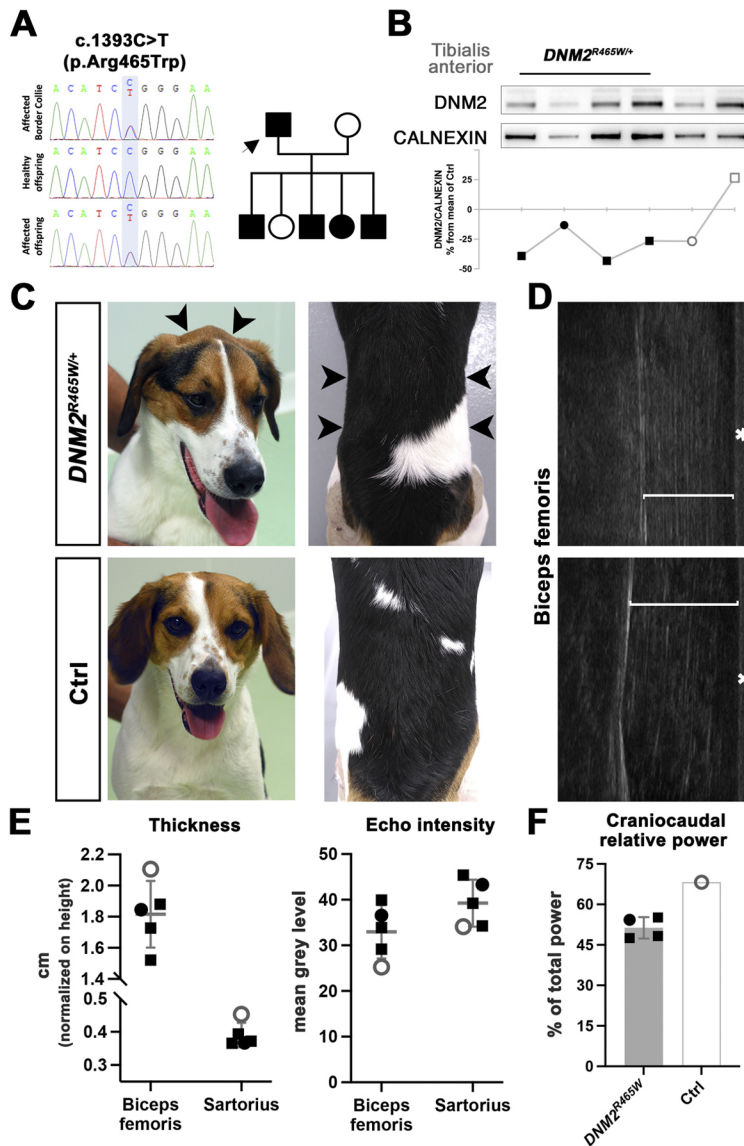 A
c.1393C>T
(p.Arg465Trp)
Affected
Border Collie
A C A T C C G G G A A
T
Healthy
offspring
A C A T C C G G G A A
Affected offspring
A C A T C C G G G A A
T
B
Tibialis
anterior
DNM2R465W/+
DNM2
CALNEXIN
DNM2/CALNEXIN
% from mean of Ctrl
25
0
-25
-50
C
DNM2R465W/+
Ctrl
D
Biceps femoris
*
*
E
Thickness
cm
(normalized on height)
2.2
2.0
1.8
1.6
1.4
0.5
0.4
0.3
Biceps
femoris
Sartorius
Echo intensity
mean grey level
50
40
30
20
10
0
Biceps
femoris
Sartorius
F
Craniocaudal
relative power
% of total power
75
60
45
30
15
0
DNM2R465W
Ctrl